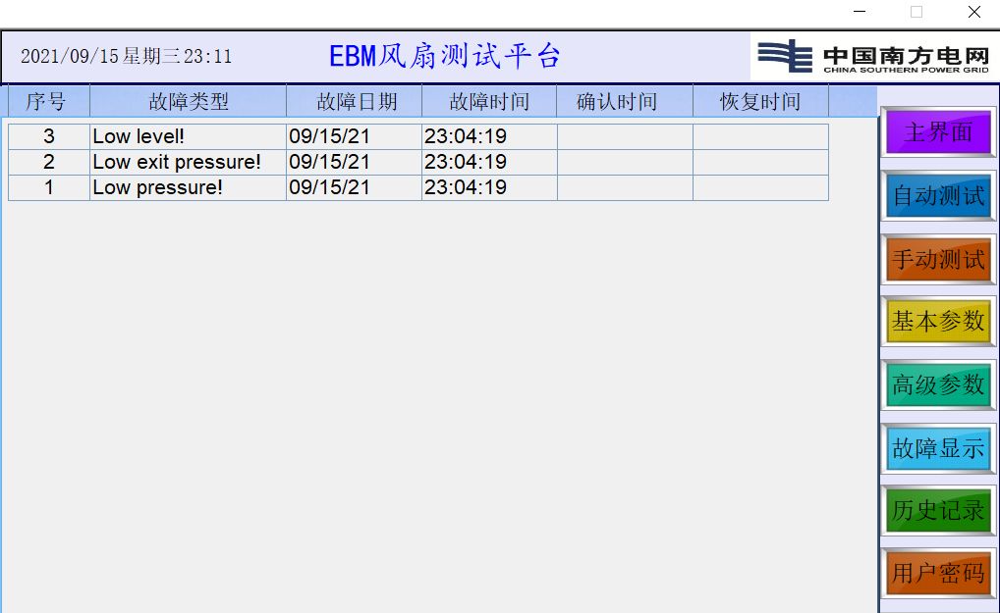 2021/09/15 星期三 23:11 EBM风扇测试平台 中国南方电网
CHINA SOUTHERN POWER GRID
序号 故障类型 故障日期 故障时间 确认时间 恢复时间
3 Low level! 09/15/21 23:04:19
2 Low exit pressure! 09/15/21 23:04:19
1 Low pressure! 09/15/21 23:04:19
主界面
自动测试
手动测试
基本参数
高级参数
故障显示
历史记录
用户密码